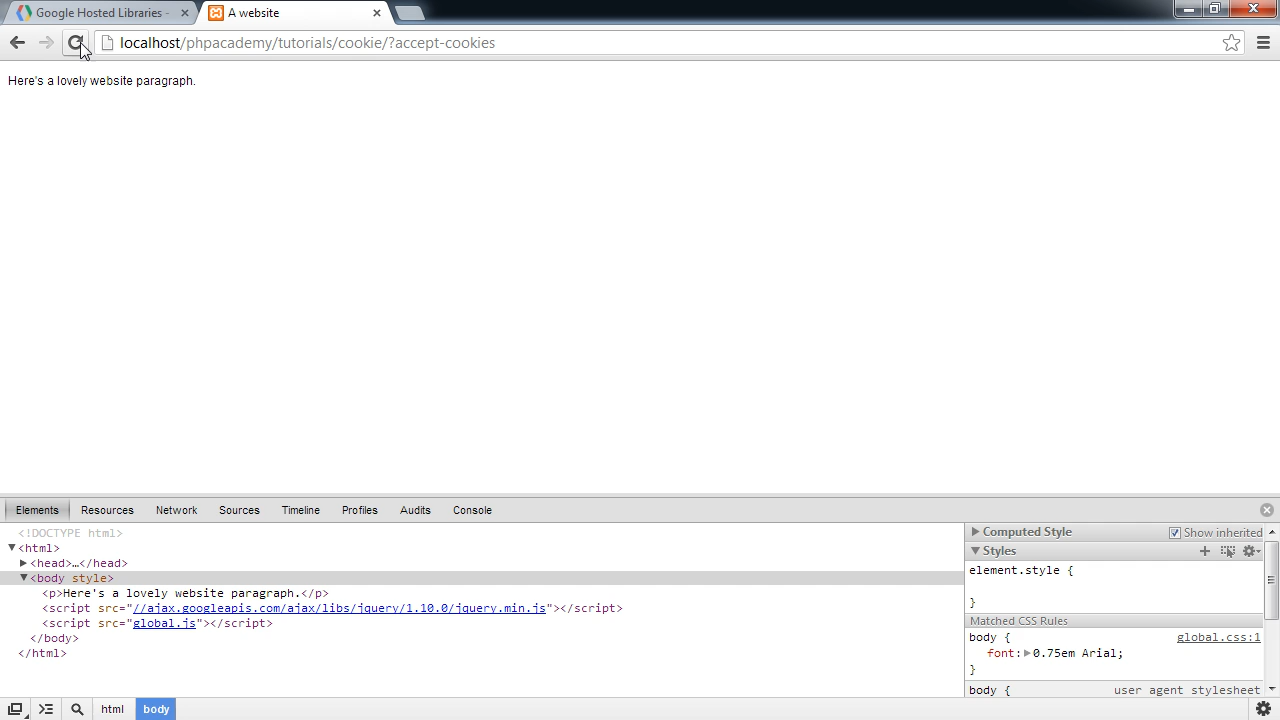 Google Hosted Libraries -
A website
localhost/phpacademy/tutorials/cookie/?accept-cookies
Here's a lovely website paragraph.
Elements Resources Network Sources Timeline Profiles Audits Console
<!DOCTYPE html>
<html>
<head>…</head>
<body style>
<p>Here's a lovely website paragraph.</p>
<script src="//ajax.googleapis.com/ajax/libs/jquery/1.10.0/jquery.min.js"></script>
<script src="global.js"></script>
</body>
</html>
Computed Style Show inherited
Styles
element.style {
}
Matched CSS Rules
body { global.css:1
font: 0.75em Arial;
}
body { user agent stylesheet
html body